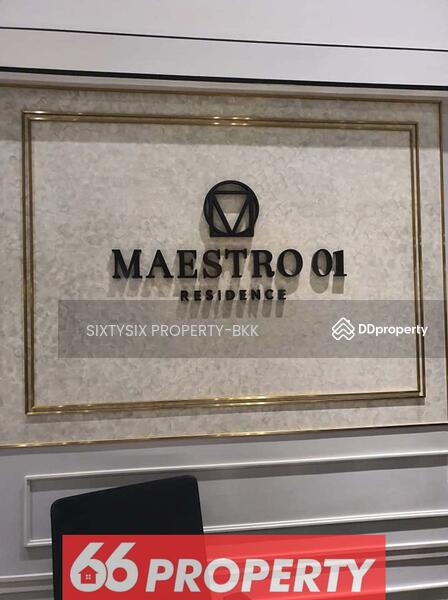 MAESTRO 01
RESIDENCE
SIXTYSIX PROPERTY-BKK
DDproperty
66 PROPERTY